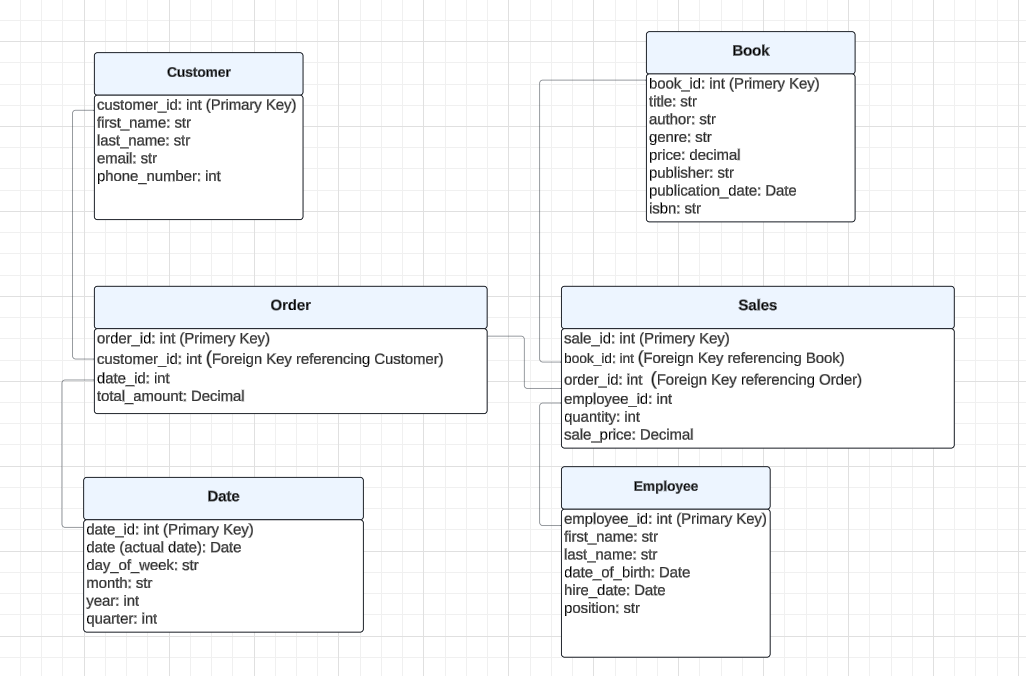 Customer
customer_id: int (Primary Key)
first_name: str
last_name: str
email: str
phone_number: int
Book
book_id: int (Primery Key)
title: str
author: str
genre: str
price: decimal
publisher: str
publication_date: Date
isbn: str
Order
order_id: int (Primery Key)
customer_id: int (Foreign Key referencing Customer)
date_id: int
total_amount: Decimal
Sales
sale_id: int (Primery Key)
book_id: int (Foreign Key referencing Book)
order_id: int (Foreign Key referencing Order)
employee_id: int
quantity: int
sale_price: Decimal
Date
date_id: int (Primary Key)
date (actual date): Date
day_of_week: str
month: str
year: int
quarter: int
Employee
employee_id: int (Primary Key)
first_name: str
last_name: str
date_of_birth: Date
hire_date: Date
position: str